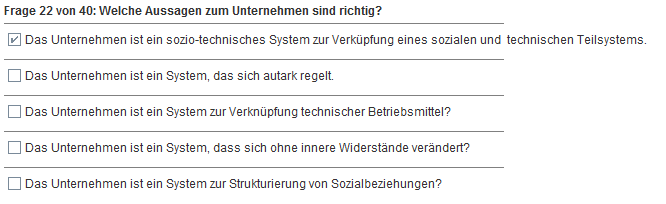 Frage 22 von 40: Welche Aussagen zum Unternehmen sind richtig?
Das Unternehmen ist ein sozio-technisches System zur Verküpfung eines sozialen und technischen Teilsystems.
Das Unternehmen ist ein System, das sich autark regelt.
Das Unternehmen ist ein System zur Verknüpfung technischer Betriebsmittel?
Das Unternehmen ist ein System, dass sich ohne innere Widerstände verändert?
Das Unternehmen ist ein System zur Strukturierung von Sozialbeziehungen?